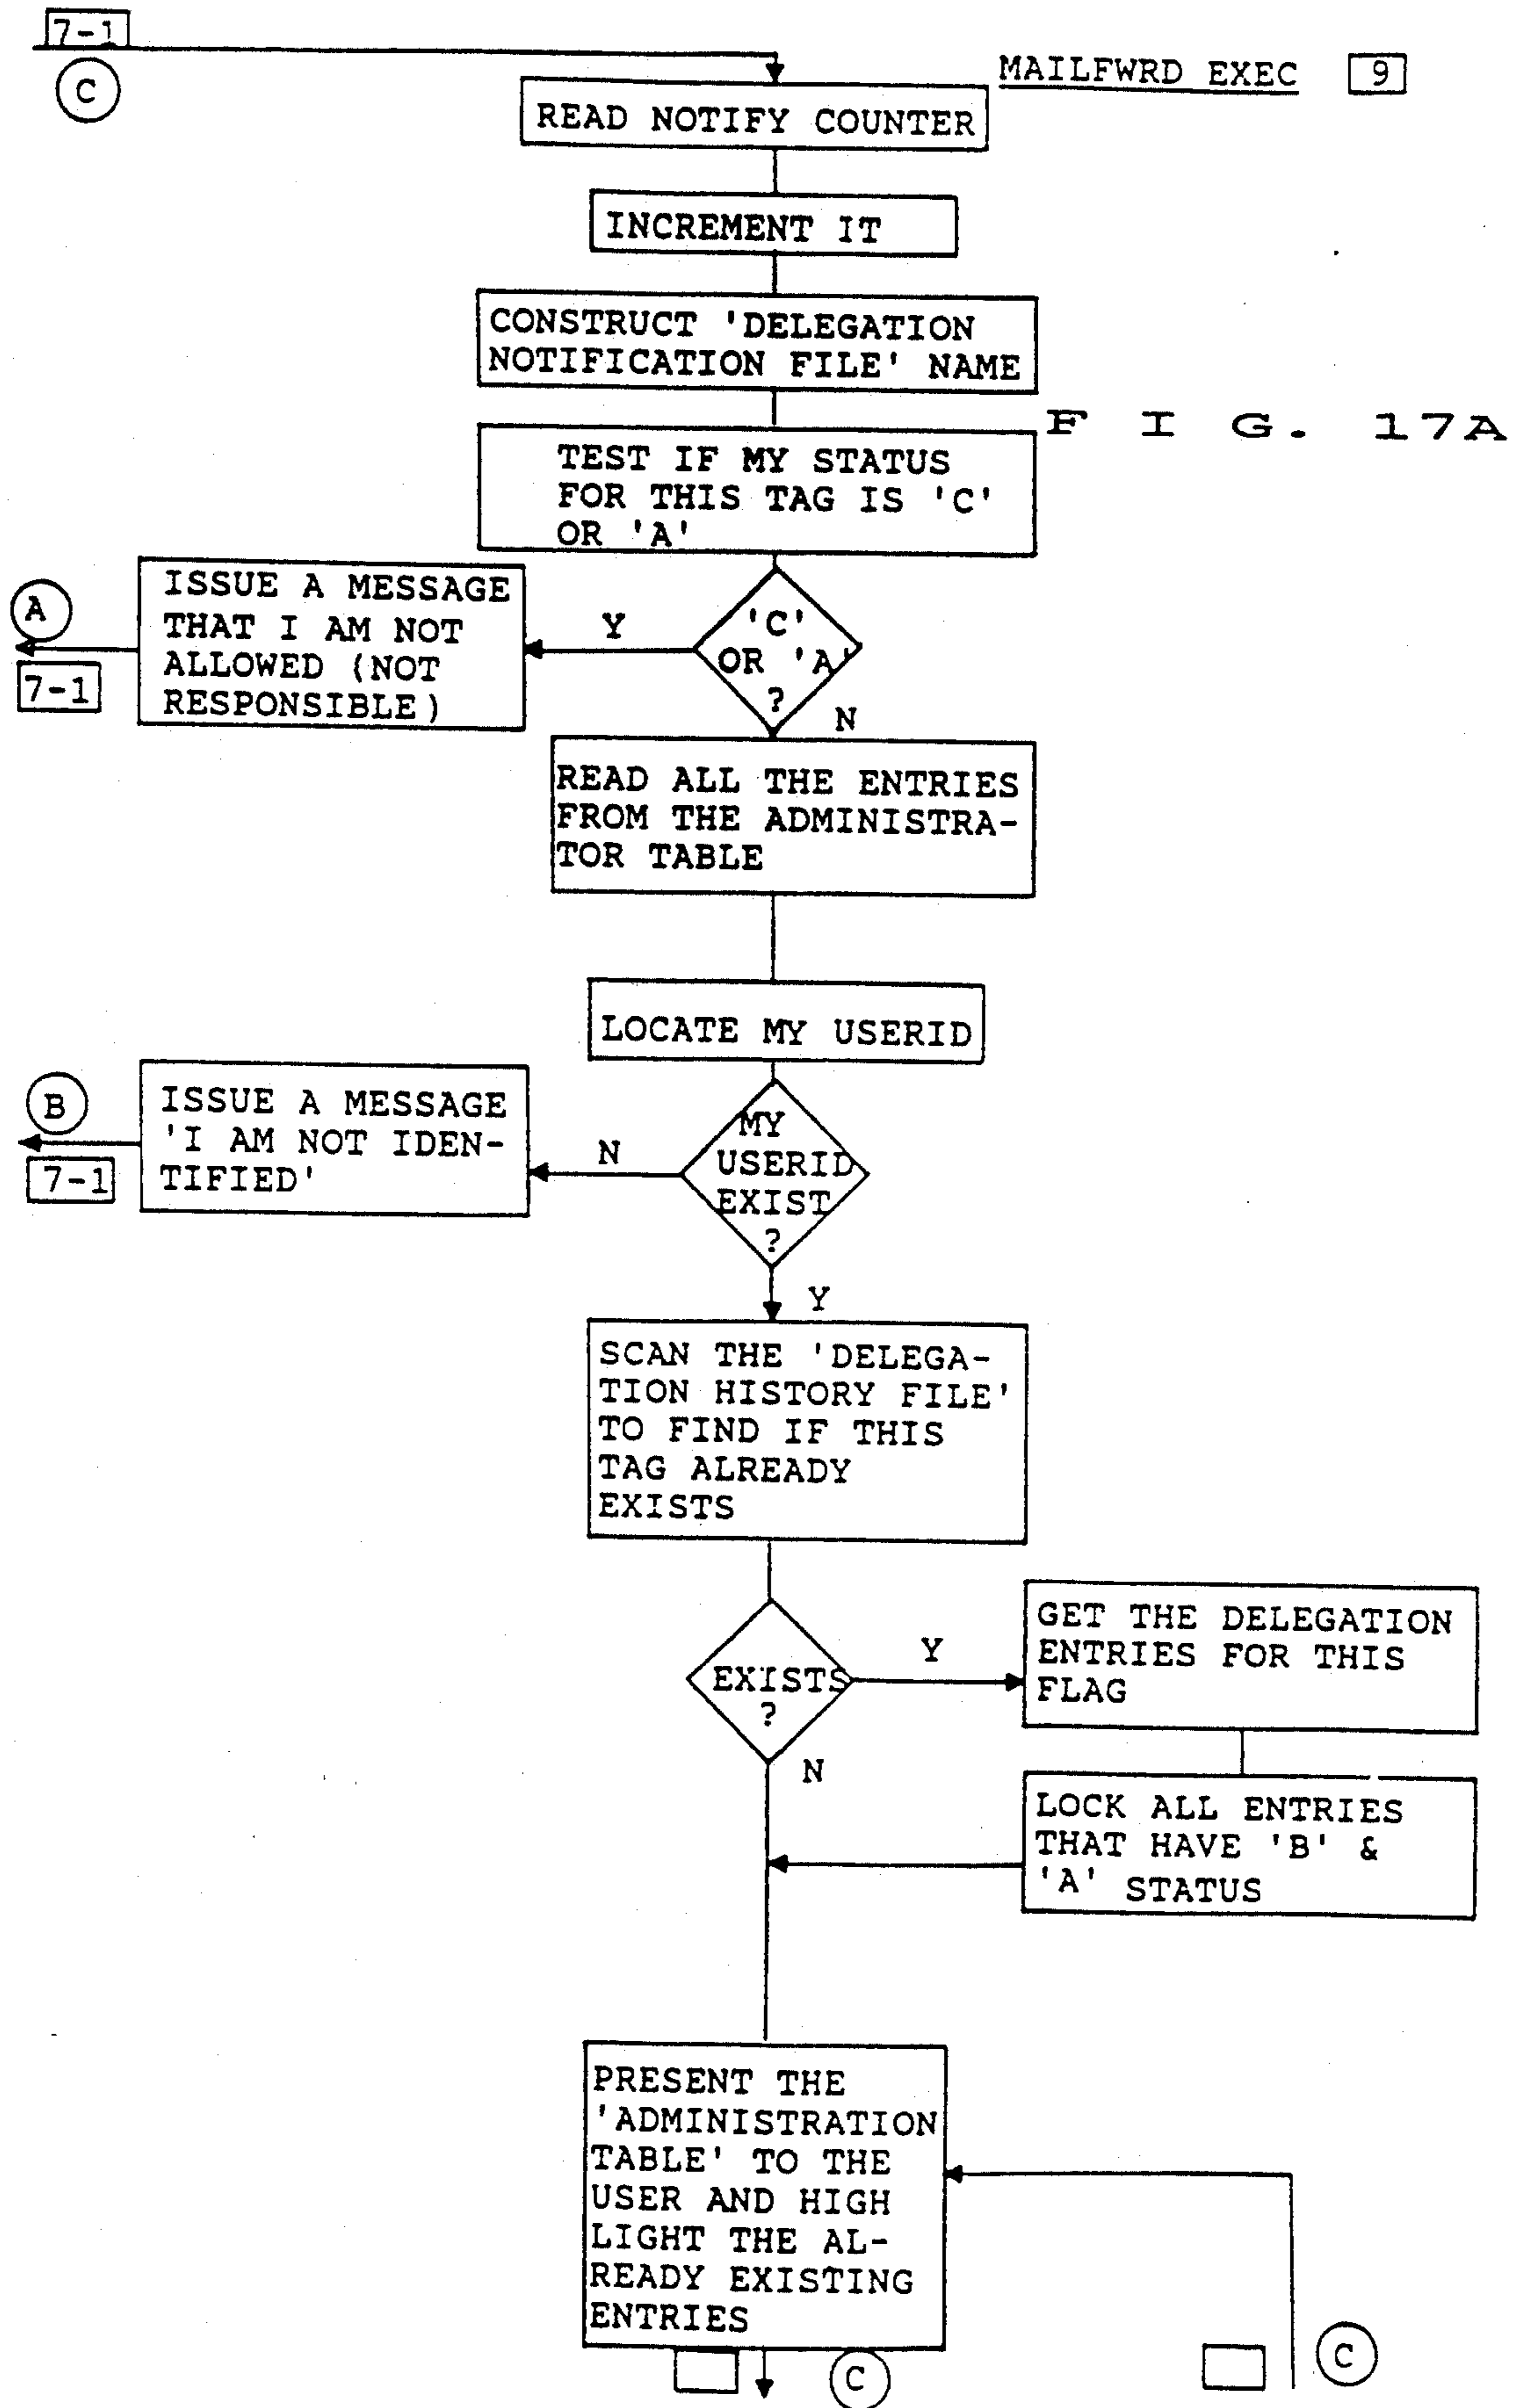 7-1
C
MAILFWRD EXEC 9
READ NOTIFY COUNTER
INCREMENT IT
CONSTRUCT 'DELEGATION
NOTIFICATION FILE' NAME
FIG. 17A
TEST IF MY STATUS
FOR THIS TAG IS 'C'
OR 'A'
A
7-1
ISSUE A MESSAGE
THAT I AM NOT
ALLOWED (NOT
RESPONSIBLE)
Y
'C'
OR 'A'
?
N
READ ALL THE ENTRIES
FROM THE ADMINISTRA-
TOR TABLE
LOCATE MY USERID
B
7-1
ISSUE A MESSAGE
'I AM NOT IDEN-
TIFIED'
N
MY
USERID
EXIST
?
Y
SCAN THE 'DELEGA-
TION HISTORY FILE'
TO FIND IF THIS
TAG ALREADY
EXISTS
EXISTS
?
Y
GET THE DELEGATION
ENTRIES FOR THIS
FLAG
N
LOCK ALL ENTRIES
THAT HAVE 'B' &
'A' STATUS
PRESENT THE
'ADMINISTRATION
TABLE' TO THE
USER AND HIGH
LIGHT THE AL-
READY EXISTING
ENTRIES
C
C